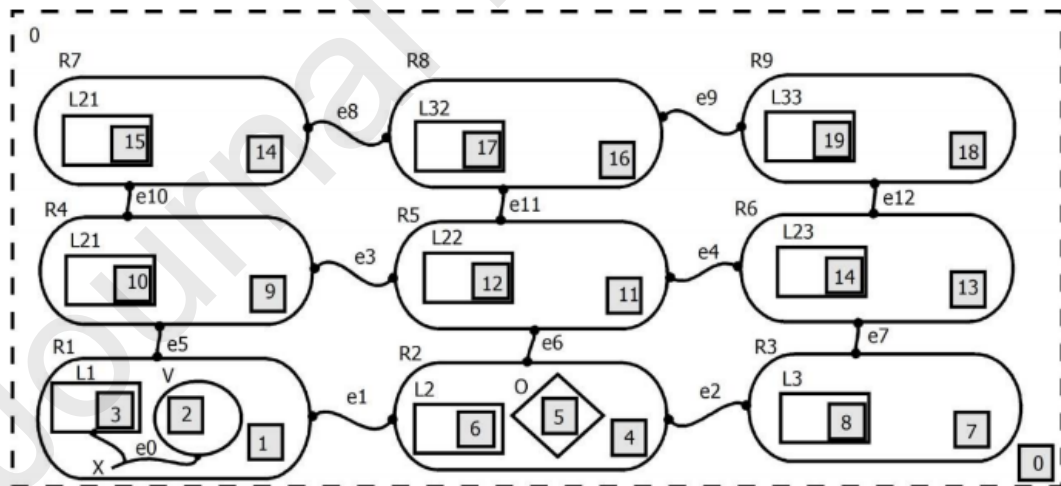 0
R7 R8 R9
L21 L32 L33
e8 e9
15 14 17 16 19 18
e10 e11 e12
R4 R5 R6
L21 L22 L23
e3 e4
10 9 12 11 14 13
e5 e6 e7
R1 R2 R3
L1 V L2 O L3
e1 e2
3 2 1 6 5 4 8 7
X e0
0
Journal